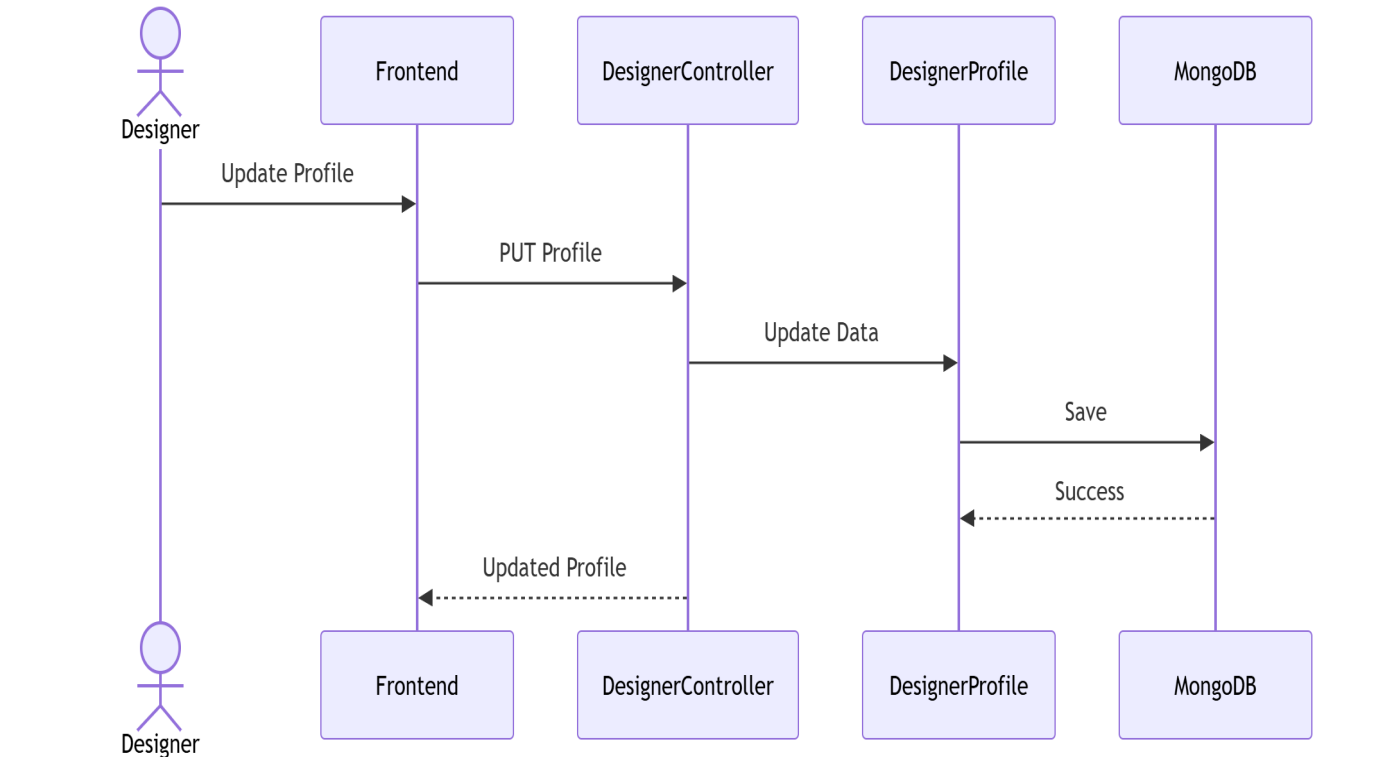 Designer
Frontend
DesignerController
DesignerProfile
MongoDB
Update Profile
PUT Profile
Update Data
Save
Success
Updated Profile
Designer
Frontend
DesignerController
DesignerProfile
MongoDB